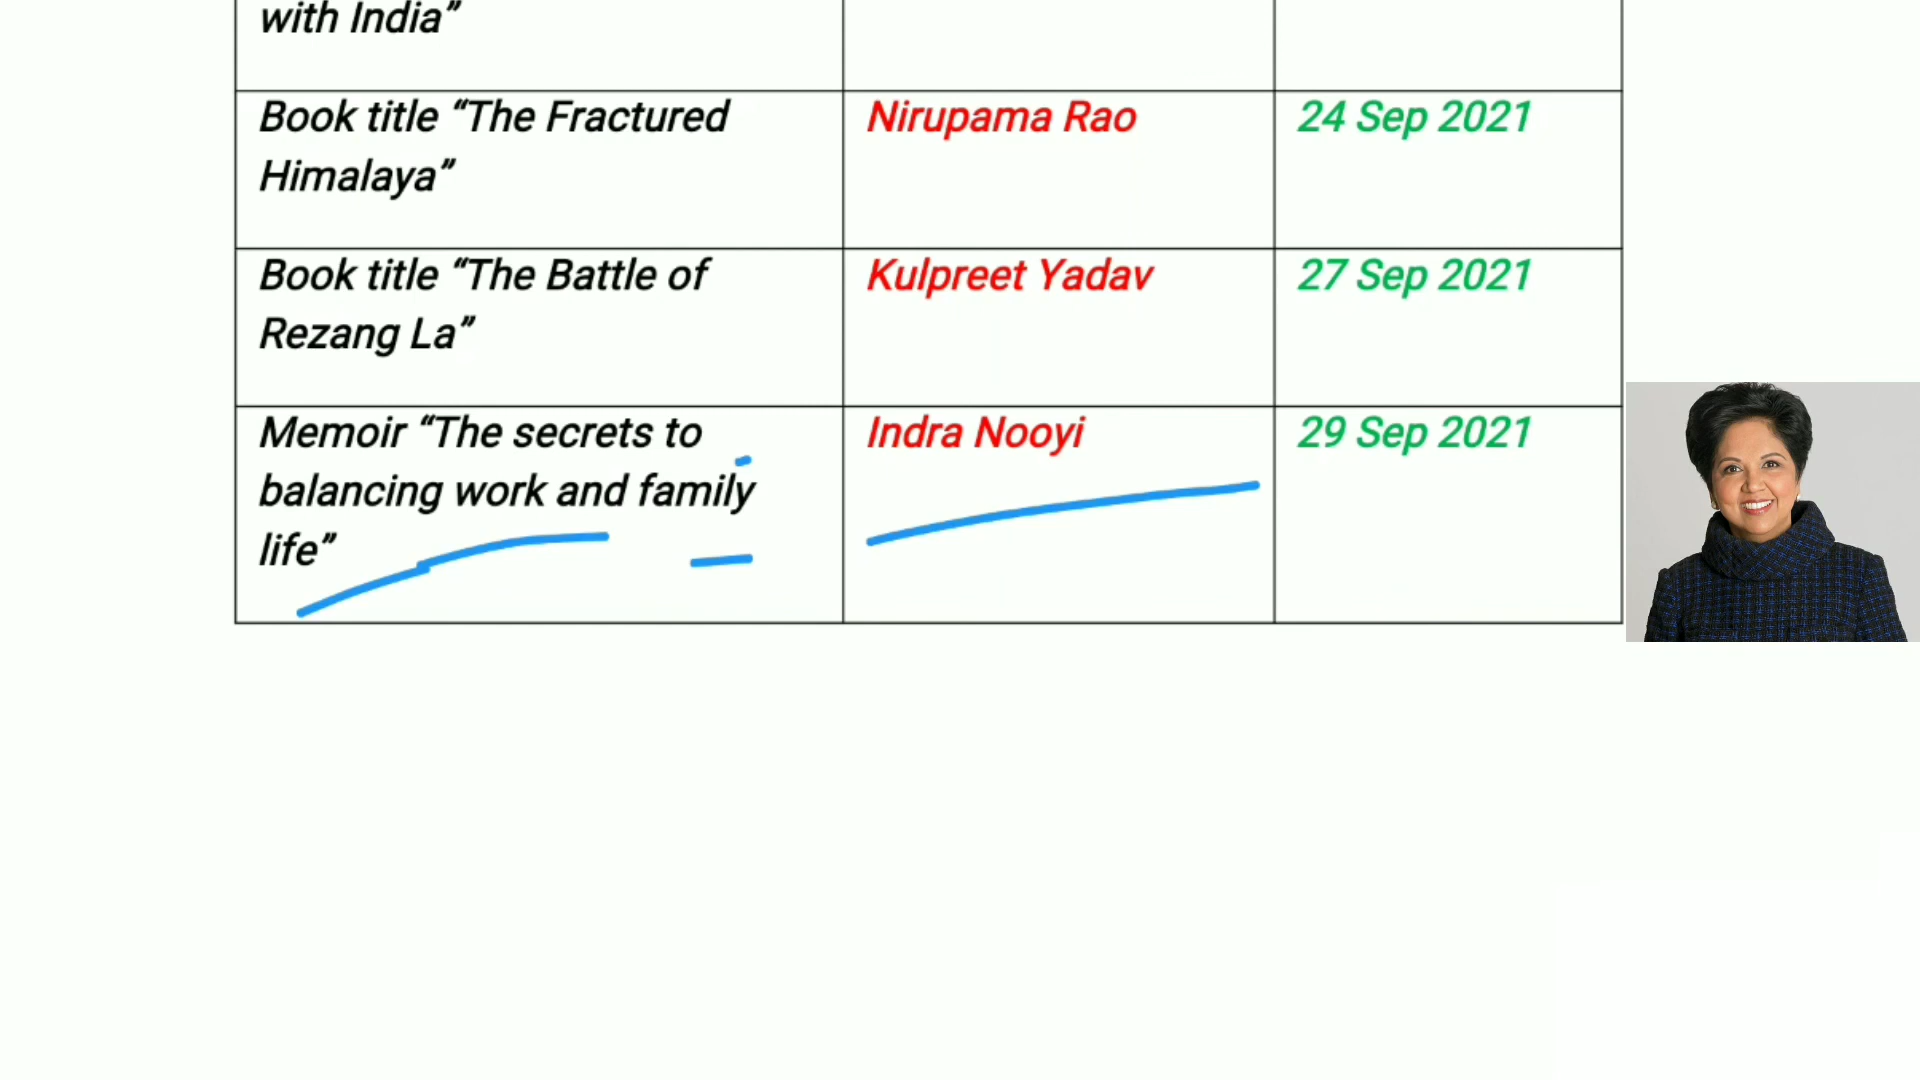 with India”
Book title “The Fractured
Himalaya”
Nirupama Rao
24 Sep 2021
Book title “The Battle of
Rezang La”
Kulpreet Yadav
27 Sep 2021
Memoir “The secrets to
balancing work and family
life”
Indra Nooyi
29 Sep 2021